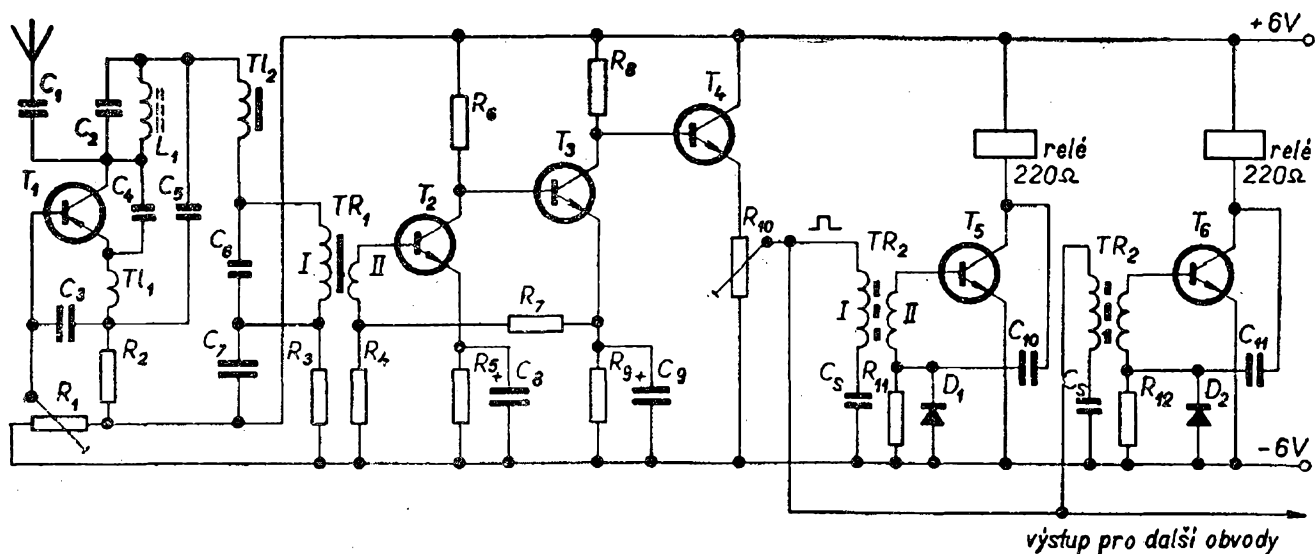 +6V
C₁
C₂
L₁
Tl₂
T₁
C₄
C₅
C₃
Tl₁
R₂
R₁
C₆
C₇
TR₁
I
II
R₃
R₄
R₆
T₂
R₅
+
C₈
R₇
R₈
T₃
R₉
+
C₉
T₄
R₁₀
TR₂
I
II
C_S
R₁₁
D₁
C₁₀
T₅
relé
220Ω
TR₂
C_S
R₁₂
D₂
C₁₁
T₆
relé
220Ω
-6V
výstup pro další obvody